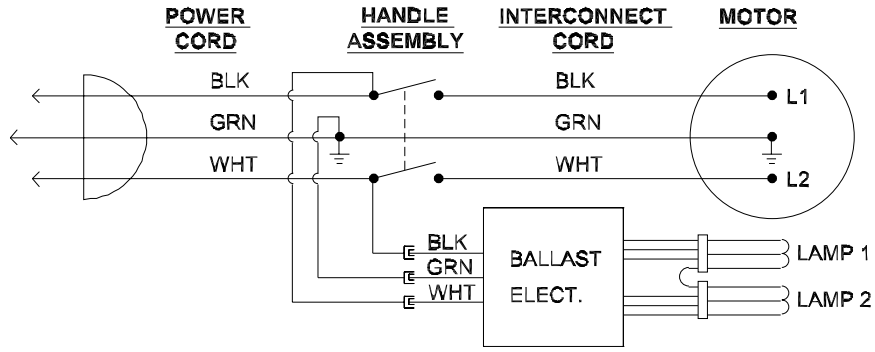 POWER CORD
HANDLE ASSEMBLY
INTERCONNECT CORD
MOTOR
BLK
BLK
L1
GRN
GRN
WHT
WHT
L2
BLK
GRN
WHT
BALLAST
ELECT.
LAMP 1
LAMP 2